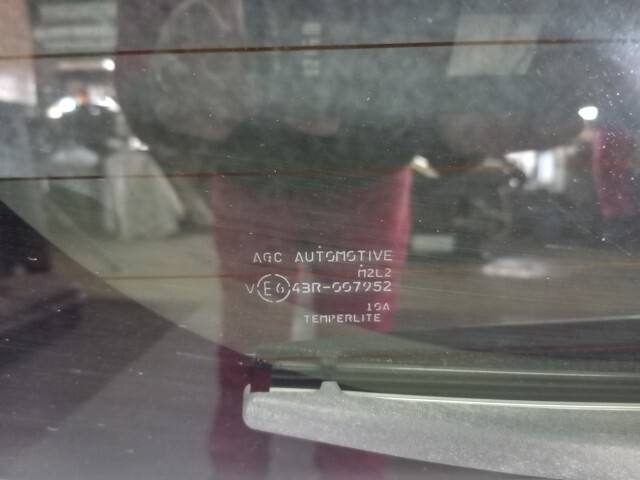 AGC AUTOMOTIVE
M2L2
V E6 43R-007952
10A
TEMPERLITE